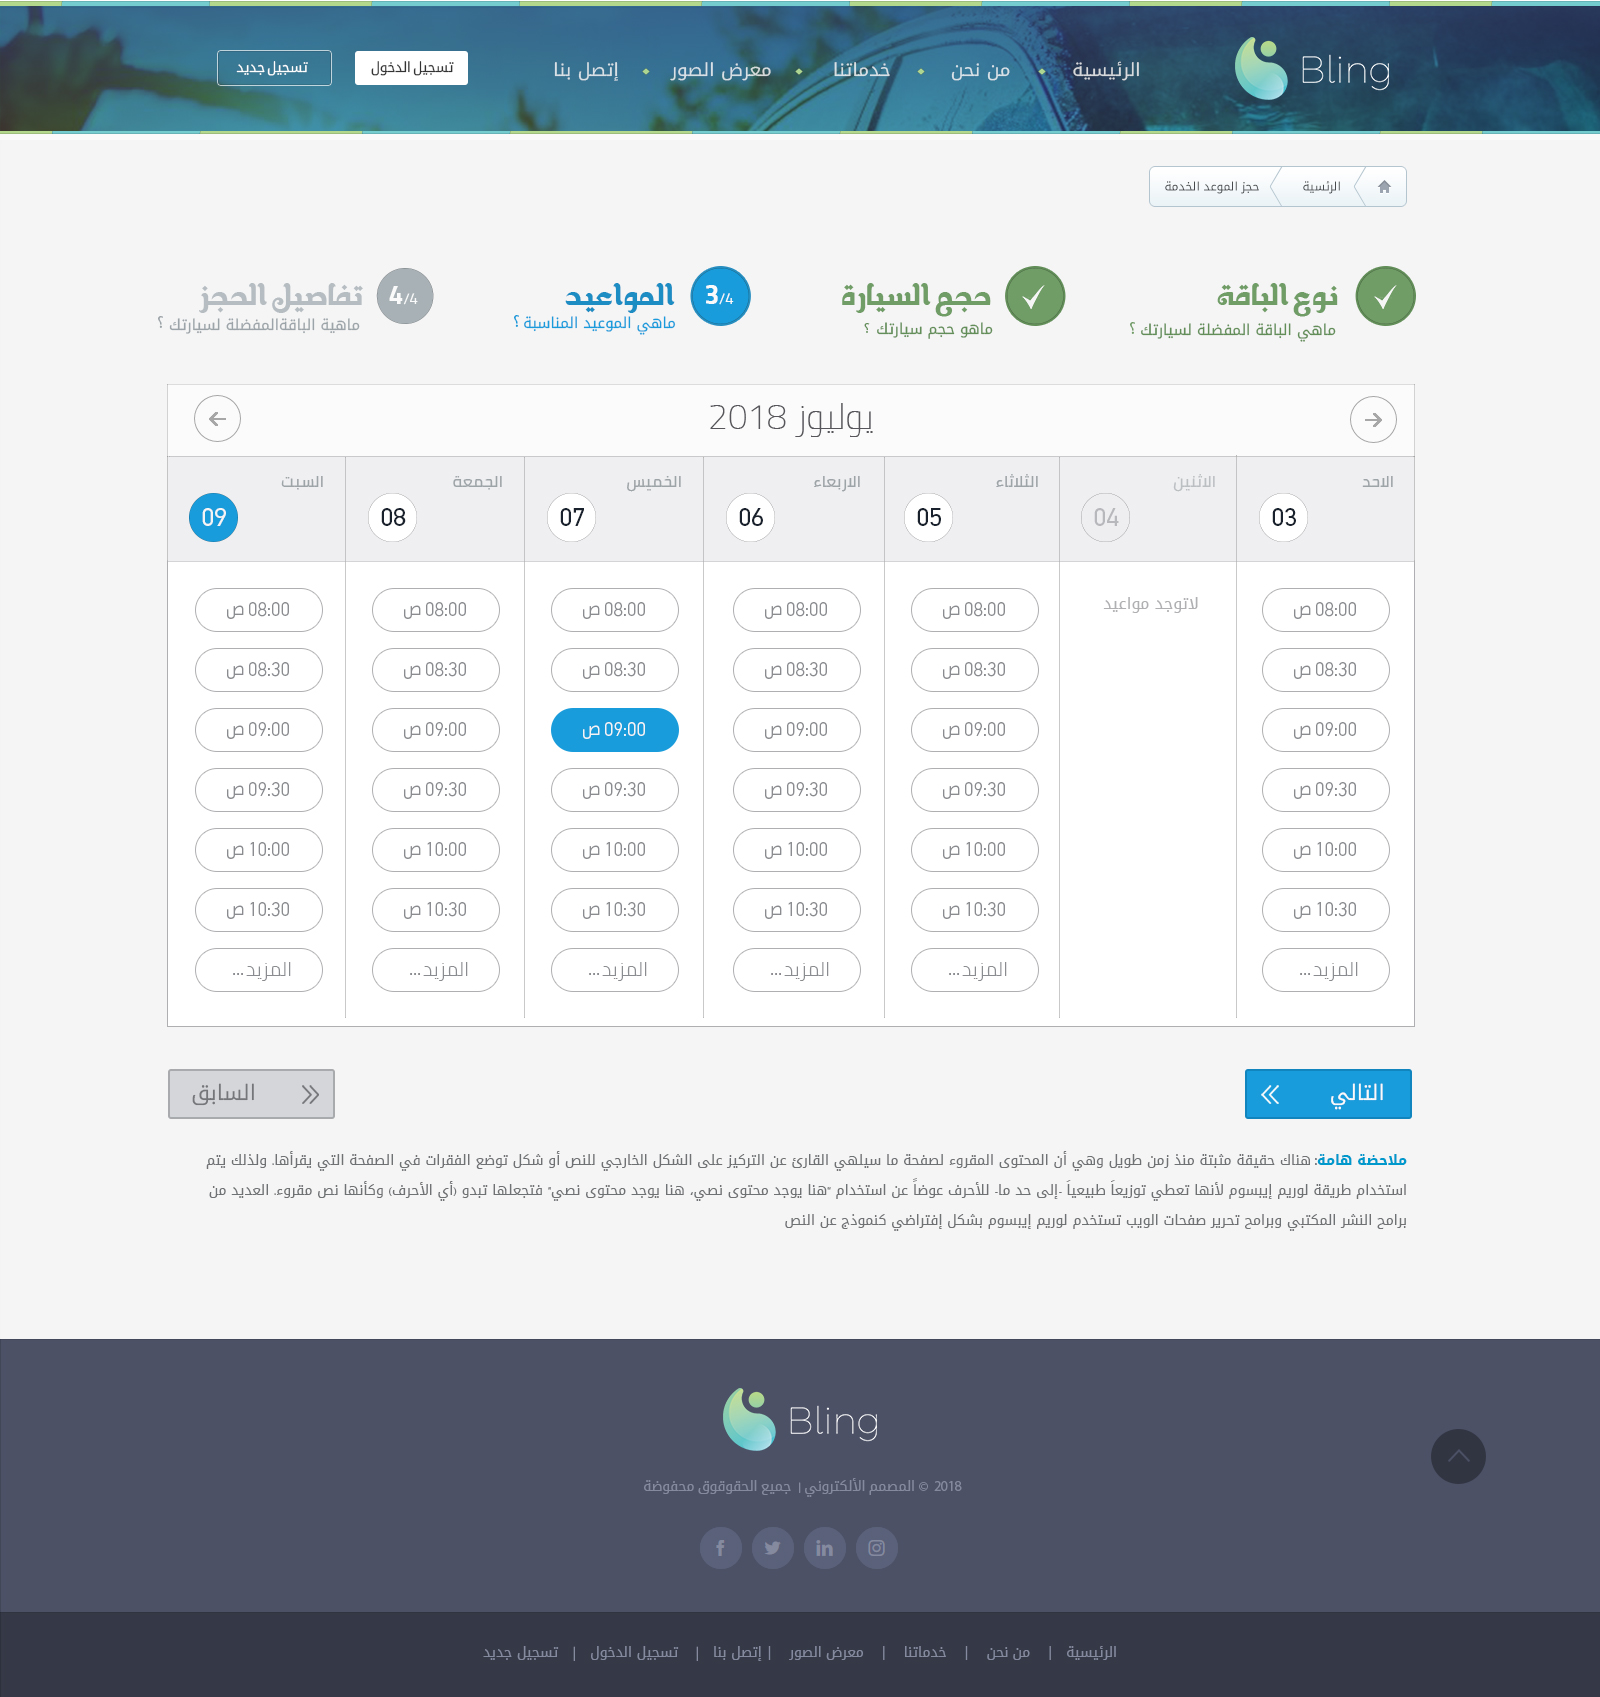 Bling
الرئيسية
من نحن
خدماتنا
معرض الصور
إتصل بنا
تسجيل الدخول
تسجيل جديد
الرئسية
حجز الموعد الخدمة
نوع الباقة
ماهي الباقة المفضلة لسيارتك ؟
حجم السيارة
ماهو حجم سيارتك ؟
3/4
المواعيد
ماهي الموعيد المناسبة ؟
4/4
تفاصيل الحجز
ماهية الباقةالمفضلة لسيارتك ؟
يوليوز 2018
الاحد
03
08:00 ص
08:30 ص
09:00 ص
09:30 ص
10:00 ص
10:30 ص
المزيد...
الاثنين
04
لاتوجد مواعيد
الثلاثاء
05
08:00 ص
08:30 ص
09:00 ص
09:30 ص
10:00 ص
10:30 ص
المزيد...
الاربعاء
06
08:00 ص
08:30 ص
09:00 ص
09:30 ص
10:00 ص
10:30 ص
المزيد...
الخميس
07
08:00 ص
08:30 ص
09:00 ص
09:30 ص
10:00 ص
10:30 ص
المزيد...
الجمعة
08
08:00 ص
08:30 ص
09:00 ص
09:30 ص
10:00 ص
10:30 ص
المزيد...
السبت
09
08:00 ص
08:30 ص
09:00 ص
09:30 ص
10:00 ص
10:30 ص
المزيد...
التالي
السابق
ملاحضة هامة: هناك حقيقة مثبتة منذ زمن طويل وهي أن المحتوى المقروء لصفحة ما سيلهي القارئ عن التركيز على الشكل الخارجي للنص أو شكل توضع الفقرات في الصفحة التي يقرأها. ولذلك يتم
استخدام طريقة لوريم إيبسوم لأنها تعطي توزيعاَ طبيعياَ -إلى حد ما- للأحرف عوضاً عن استخدام "هنا يوجد محتوى نصي، هنا يوجد محتوى نصي" فتجعلها تبدو (أي الأحرف) وكأنها نص مقروء. العديد من
برامح النشر المكتبي وبرامح تحرير صفحات الويب تستخدم لوريم إيبسوم بشكل إفتراضي كنموذج عن النص
Bling
2018 © المصمم الألكتروني | جميع الحقوقوق محفوضة
الرئيسية | من نحن | خدماتنا | معرض الصور | إتصل بنا | تسجيل الدخول | تسجيل جديد